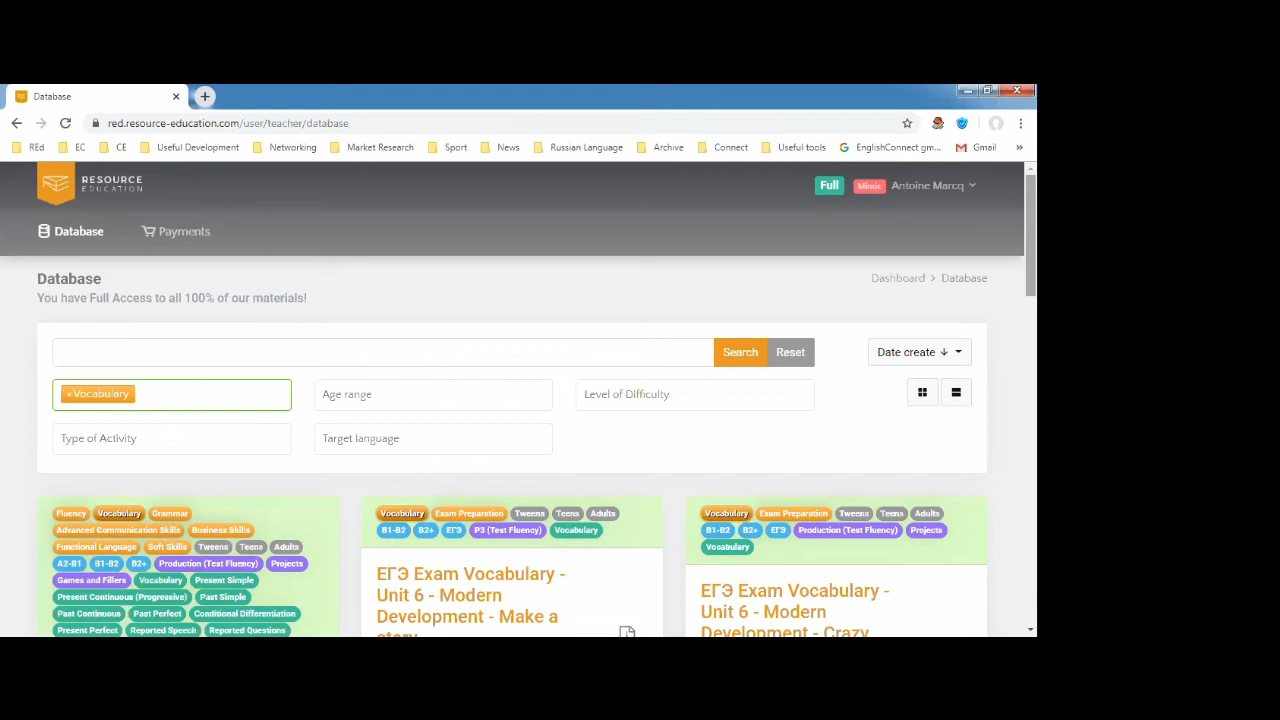 Database
red.resource-education.com/user/teacher/database
REd EC CE Useful Development Networking Market Research Sport News Russian Language Archive Connect Useful tools EnglishConnect gm... Gmail »
RESOURCE
EDUCATION
Full Mimic Antoine Marcq
Database Payments
Database
Dashboard > Database
You have Full Access to all 100% of our materials!
Search Reset Date create ↓
×Vocabulary Age range Level of Difficulty
Type of Activity Target language
Fluency Vocabulary Grammar
Advanced Communication Skills Business Skills
Functional Language Soft Skills Tweens Teens Adults
A2-B1 B1-B2 B2+ Production (Test Fluency) Projects
Games and Fillers Vocabulary Present Simple
Present Continuous (Progressive) Past Simple
Past Continuous Past Perfect Conditional Differentiation
Present Perfect Reported Speech Reported Questions
Vocabulary Exam Preparation Tweens Teens Adults
B1-B2 B2+ ЕГЭ P3 (Test Fluency) Vocabulary
ЕГЭ Exam Vocabulary -
Unit 6 - Modern
Development - Make a
story
Vocabulary Exam Preparation Tweens Teens Adults
B1-B2 B2+ ЕГЭ Production (Test Fluency) Projects
Vocabulary
ЕГЭ Exam Vocabulary -
Unit 6 - Modern
Development - Crazy